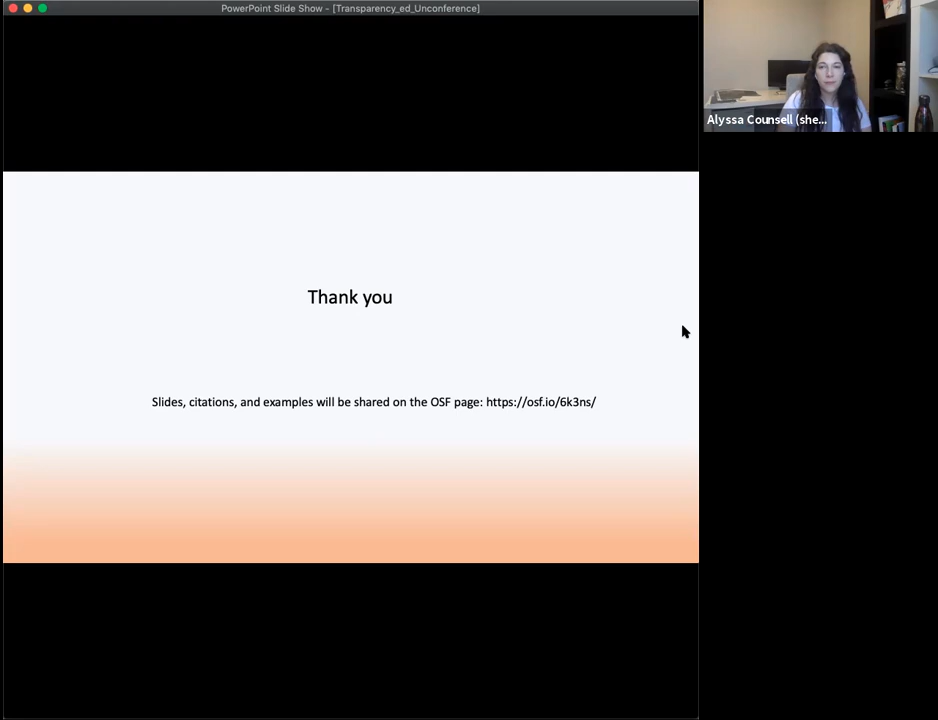 PowerPoint Slide Show - [Transparency_ed_Unconference]
Alyssa Counsell (she...
Thank you
Slides, citations, and examples will be shared on the OSF page: https://osf.io/6k3ns/